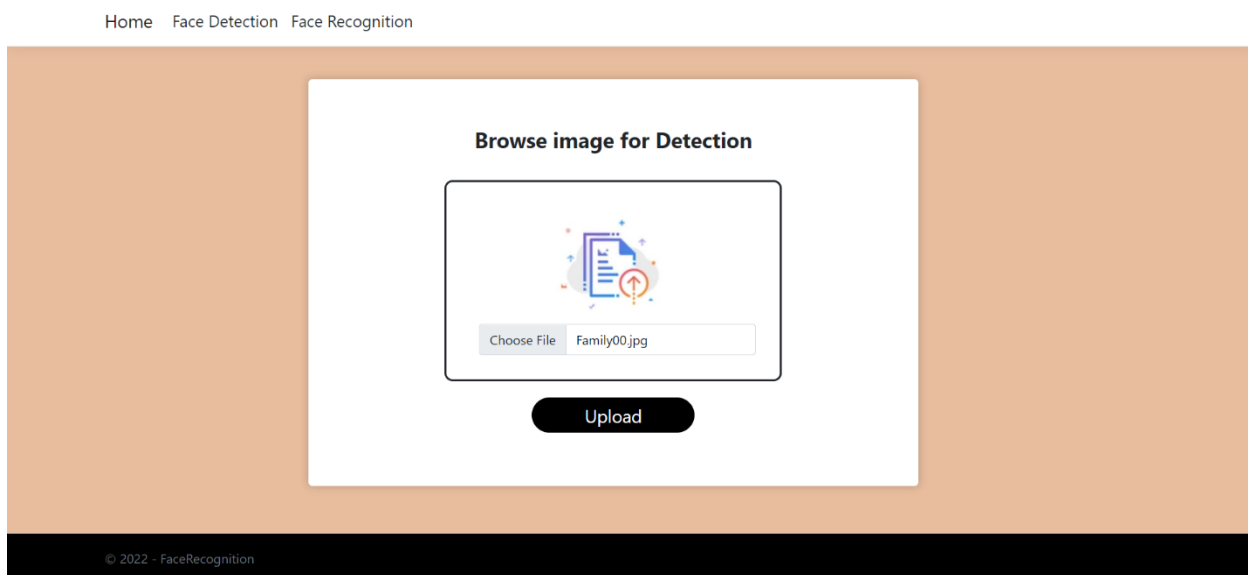 Home Face Detection Face Recognition
Browse image for Detection
Choose File Family00.jpg
Upload
© 2022 - FaceRecognition